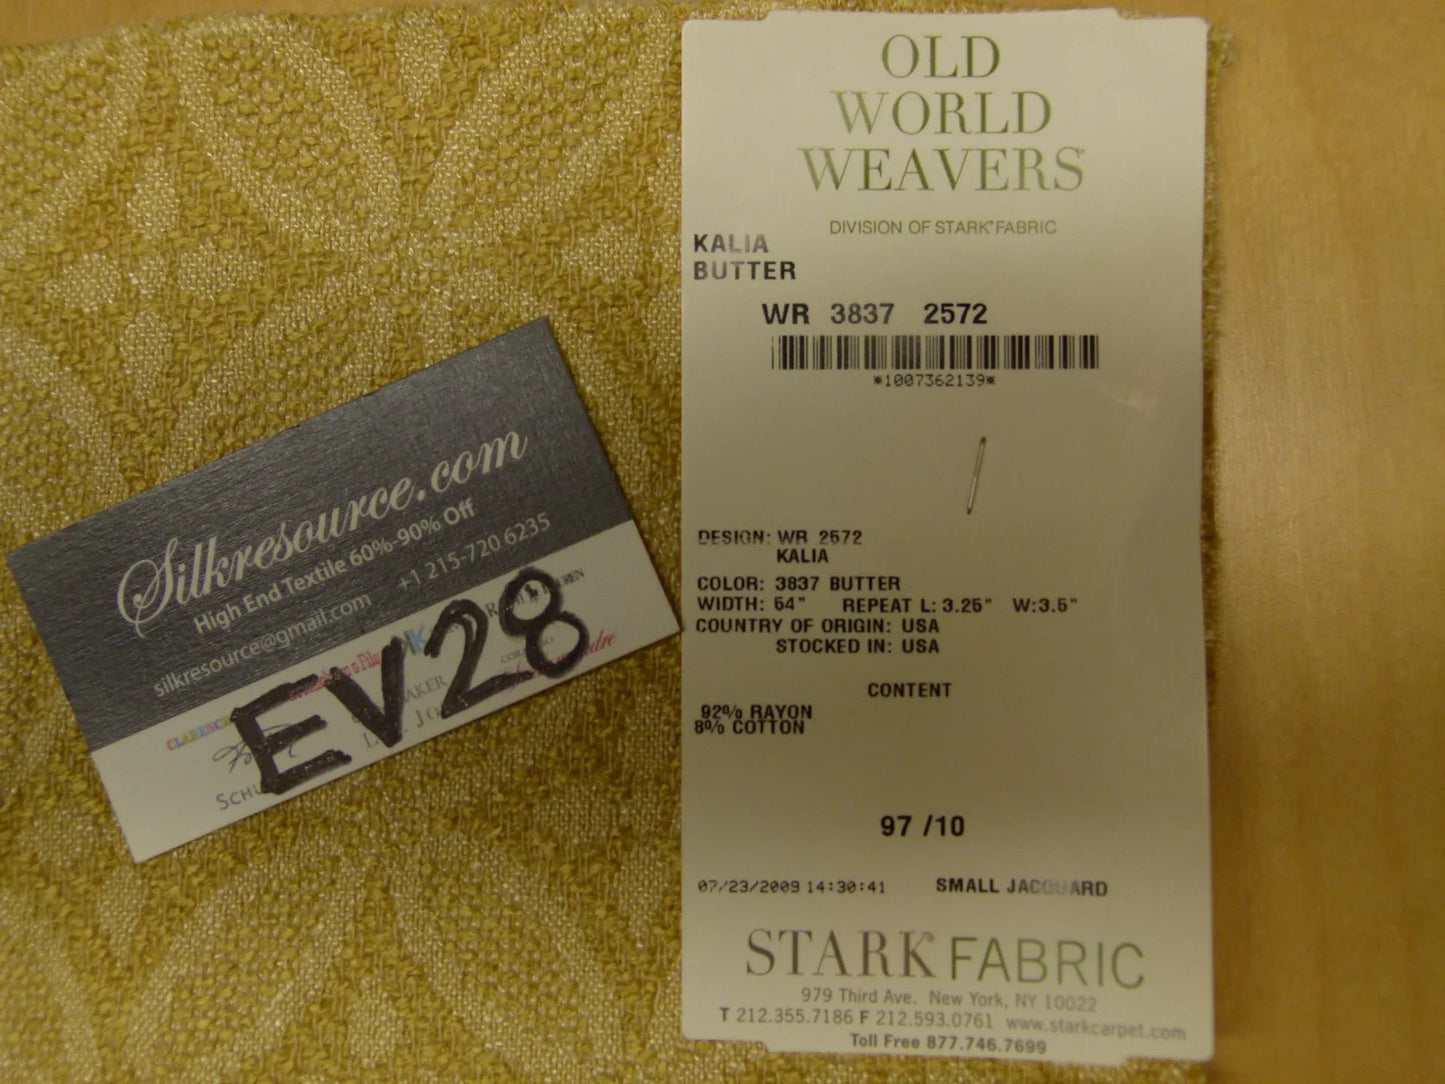 OLD
WORLD
WEAVERS®
DIVISION OF STARK® FABRIC
KALIA
BUTTER
WR 3837 2572
*1007362139*
DESIGN: WR 2572
KALIA
COLOR: 3837 BUTTER
WIDTH: 54" REPEAT L: 3.25" W:3.5"
COUNTRY OF ORIGIN: USA
STOCKED IN: USA
CONTENT
92% RAYON
8% COTTON
97 /10
07/23/2009 14:30:41 SMALL JACQUARD
STARK FABRIC
979 Third Ave. New York, NY 10022
T 212.355.7186 F 212.593.0761 www.starkcarpet.com
Toll Free 877.746.7699
Silkresource.com
High End Textile 60%-90% Off
silkresource@gmail.com +1 215-720 6235
EV28